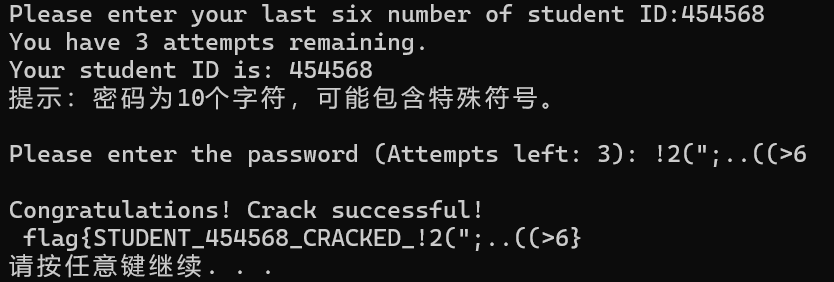 Please enter your last six number of student ID:454568
You have 3 attempts remaining.
Your student ID is: 454568
提示：密码为10个字符，可能包含特殊符号。
Please enter the password (Attempts left: 3): !2(";..((>6
Congratulations! Crack successful!
flag{STUDENT_454568_CRACKED_!2(";..((>6}
请按任意键继续. . .